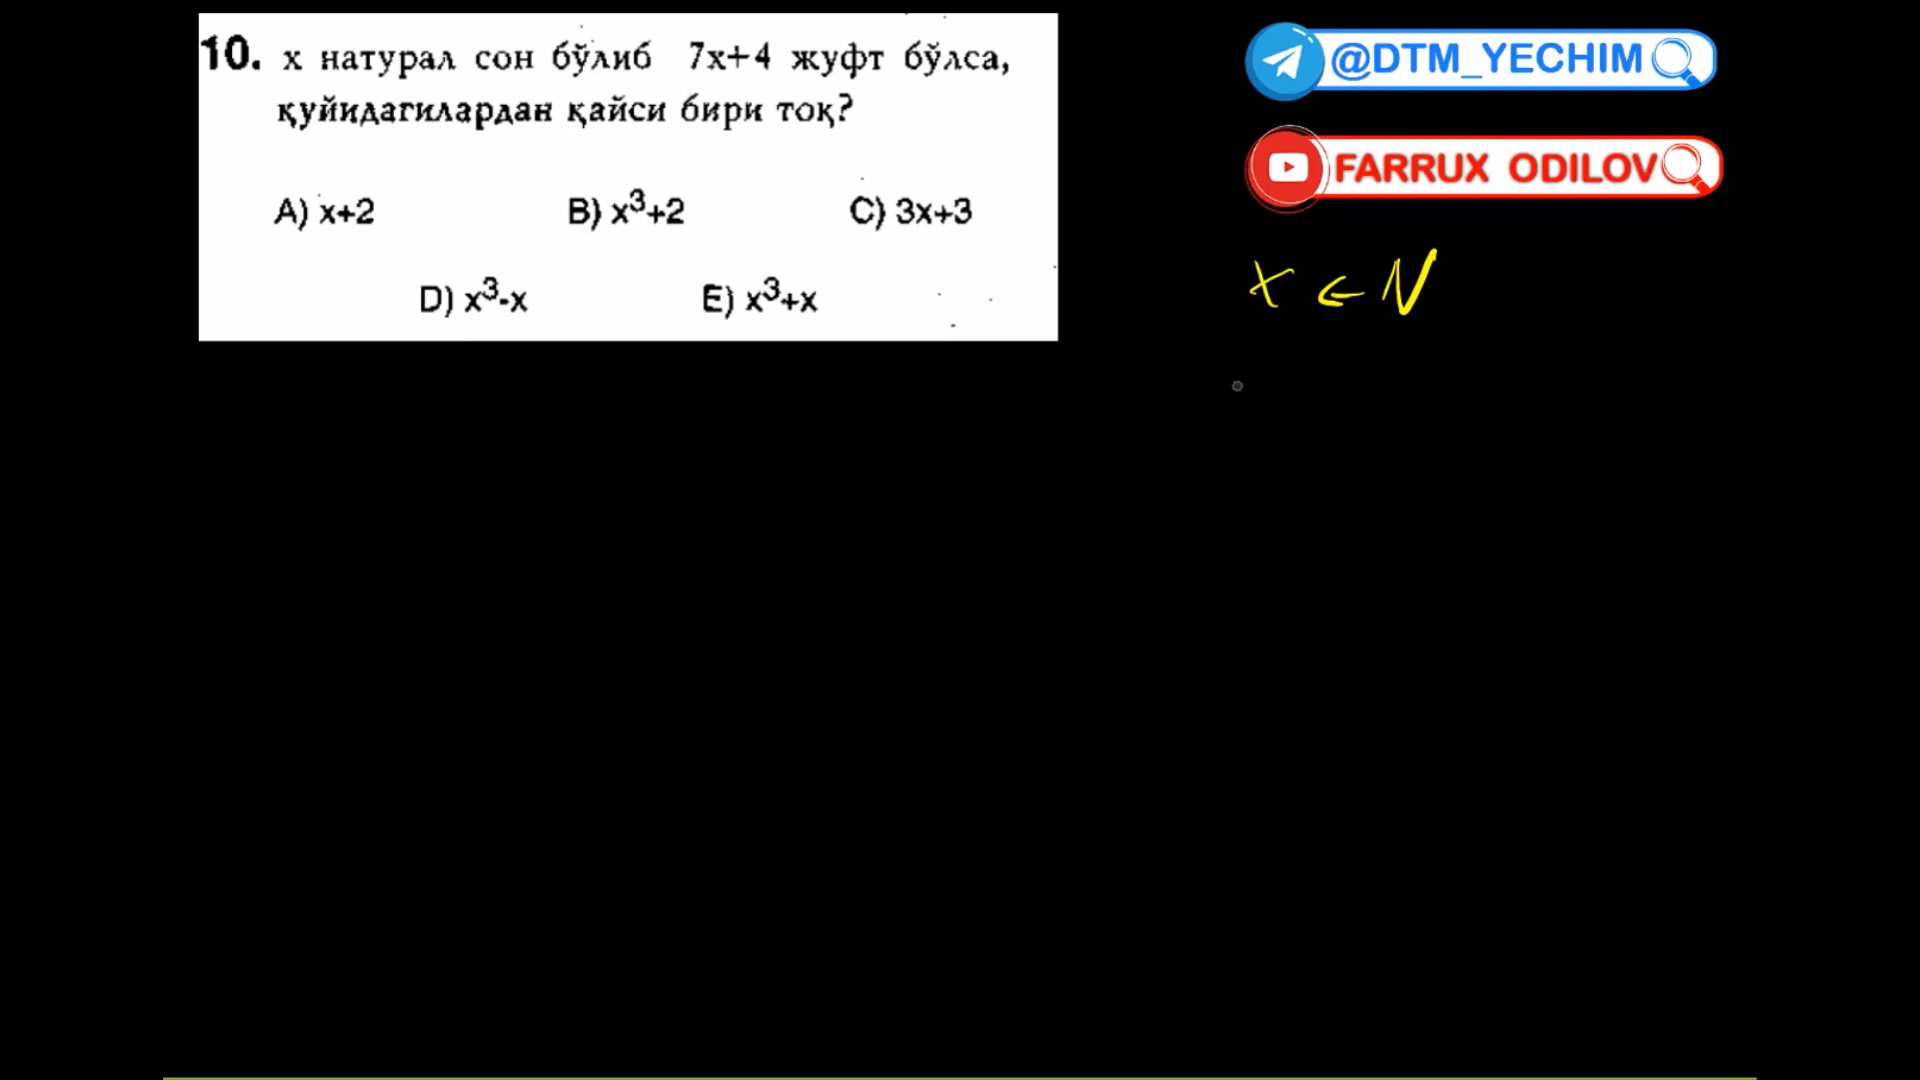 10. х натурал сон бўлиб 7х+4 жуфт бўлса,
қуйидагилардан қайси бири тоқ?
A) x+2 B) x³+2 C) 3x+3
D) x³-x E) x³+x
@DTM_YECHIM
FARRUX ODILOV
x ∈ N